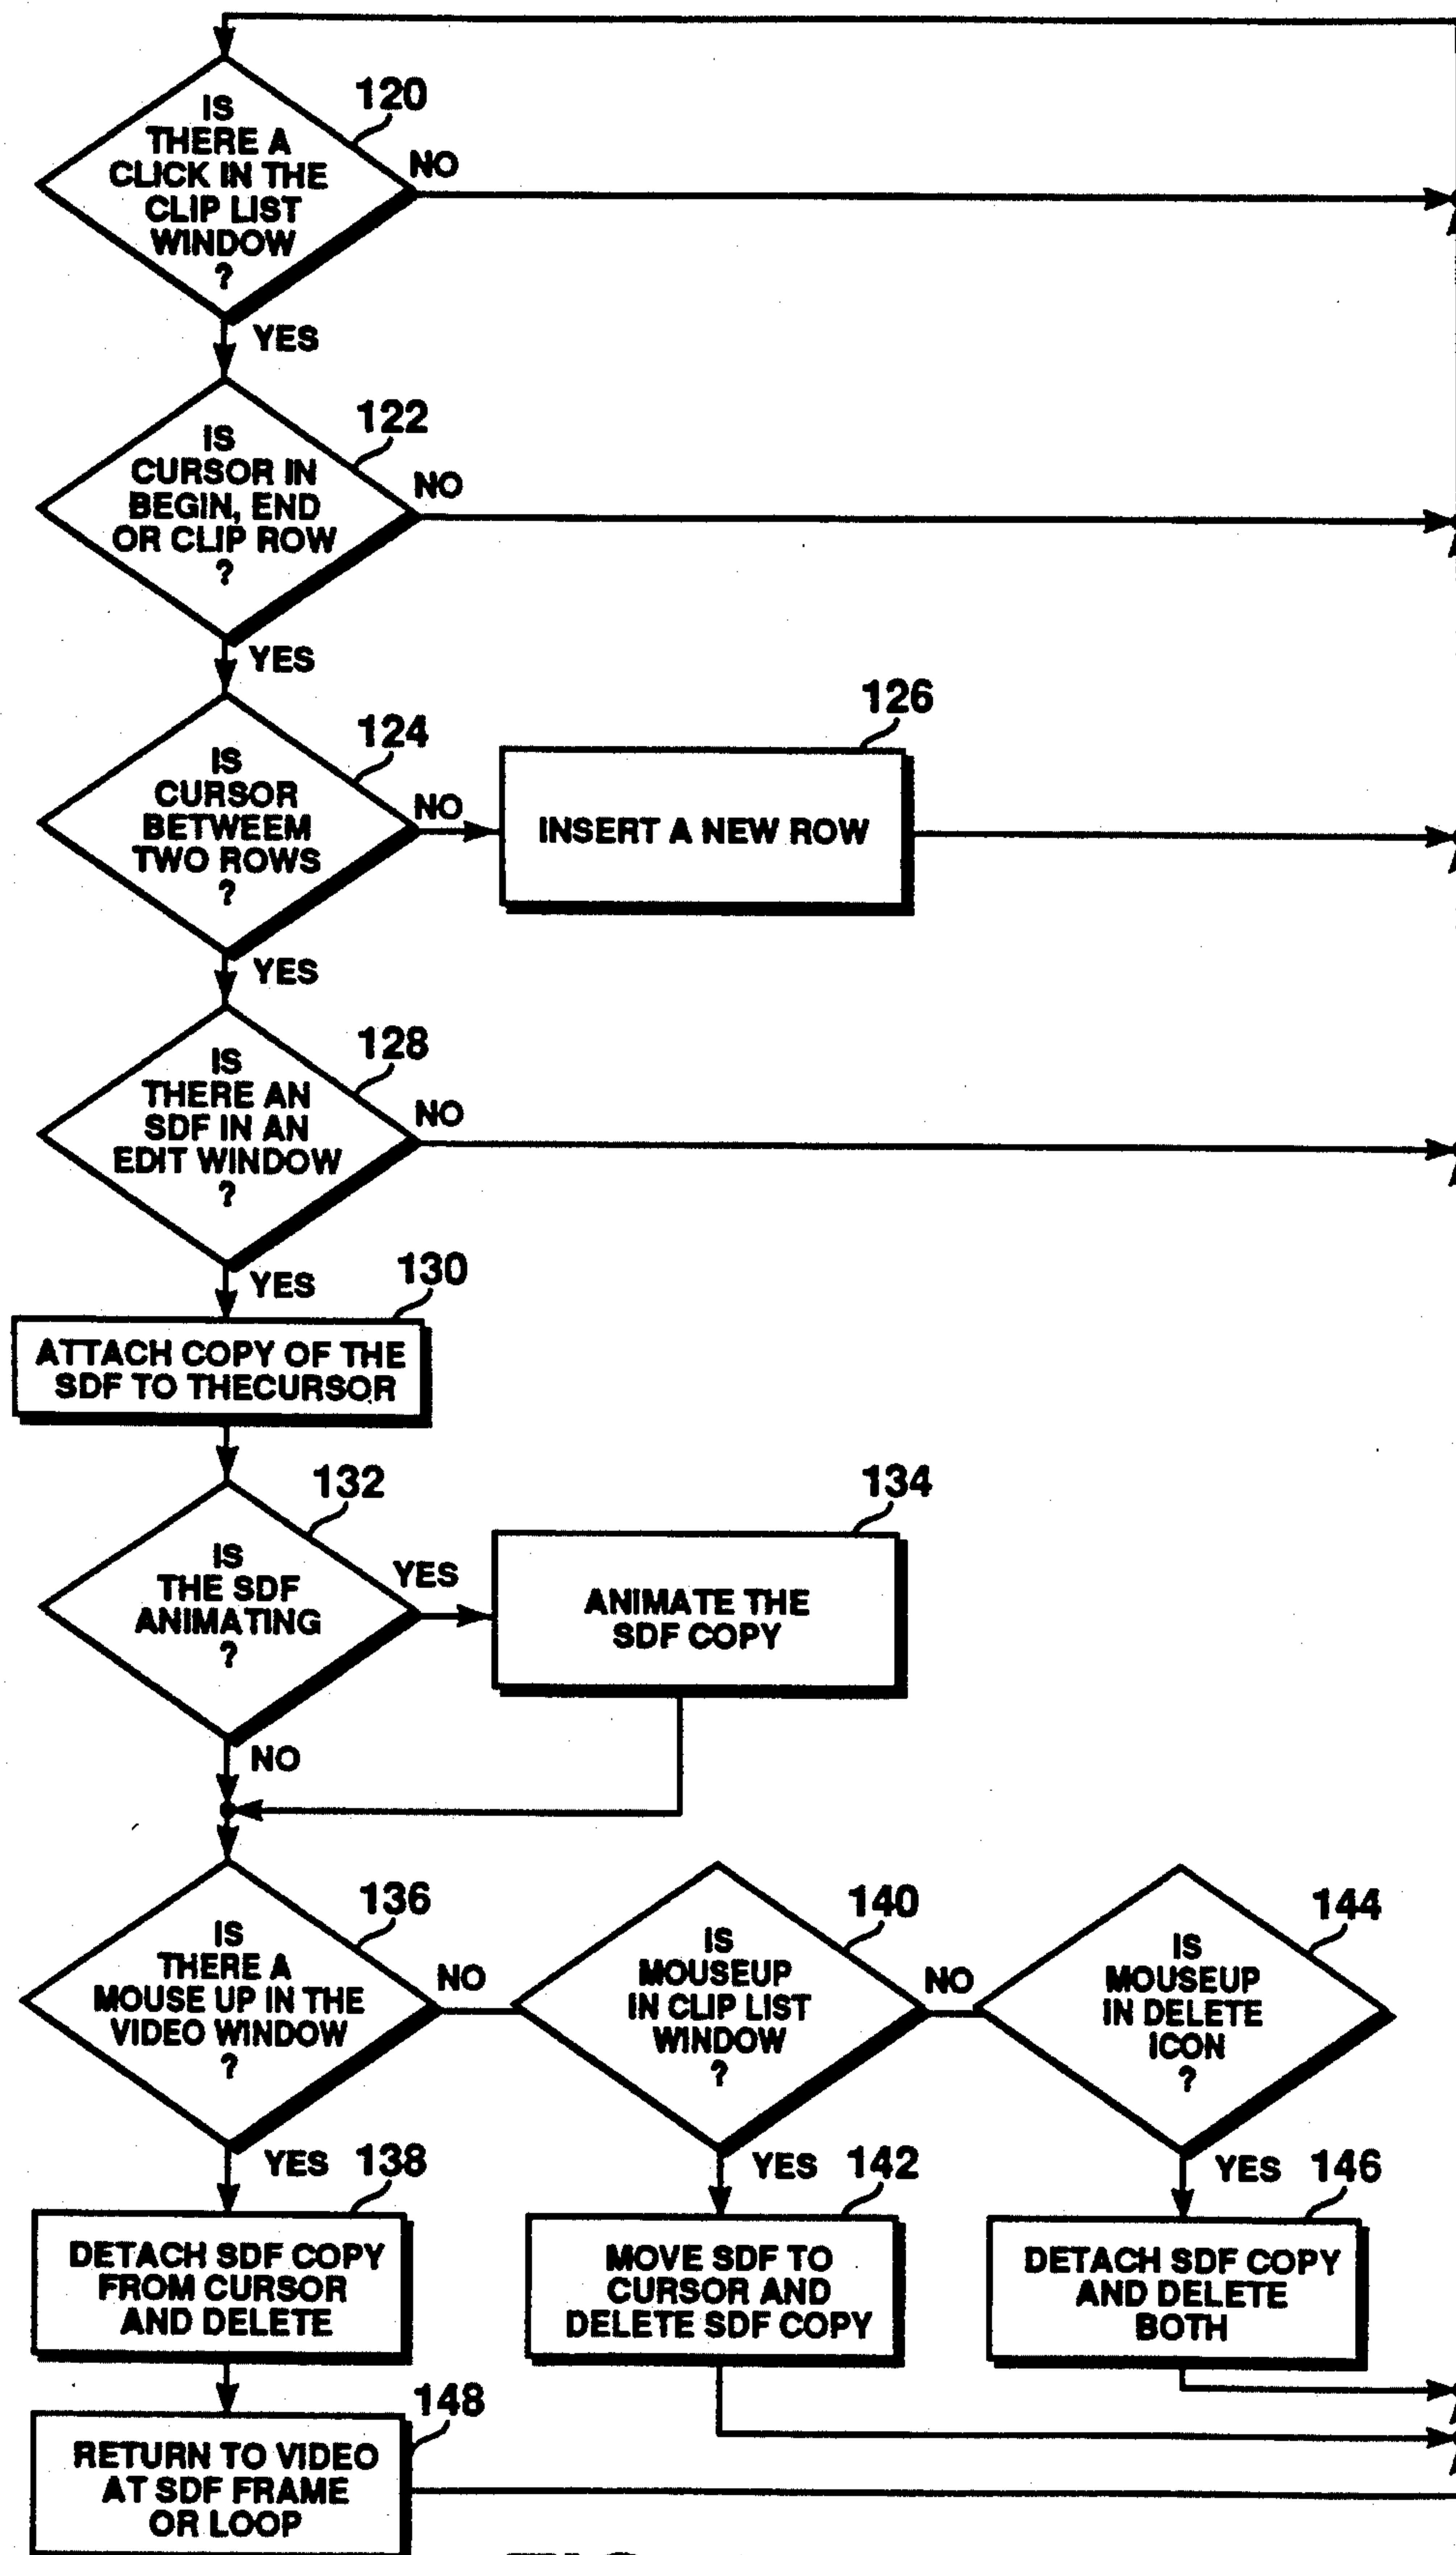 120
IS
THERE A
CLICK IN THE
CLIP LIST
WINDOW
?
NO
YES
122
IS
CURSOR IN
BEGIN, END
OR CLIP ROW
?
NO
YES
124
IS
CURSOR
BETWEEM
TWO ROWS
?
NO
126
INSERT A NEW ROW
YES
128
IS
THERE AN
SDF IN AN
EDIT WINDOW
?
NO
YES
130
ATTACH COPY OF THE
SDF TO THECURSOR
132
IS
THE SDF
ANIMATING
?
YES
134
ANIMATE THE
SDF COPY
NO
136
IS
THERE A
MOUSE UP IN THE
VIDEO WINDOW
?
NO
140
IS
MOUSEUP
IN CLIP LIST
WINDOW
?
NO
144
IS
MOUSEUP
IN DELETE
ICON
?
YES 138
DETACH SDF COPY
FROM CURSOR
AND DELETE
YES 142
MOVE SDF TO
CURSOR AND
DELETE SDF COPY
YES 146
DETACH SDF COPY
AND DELETE
BOTH
148
RETURN TO VIDEO
AT SDF FRAME
OR LOOP